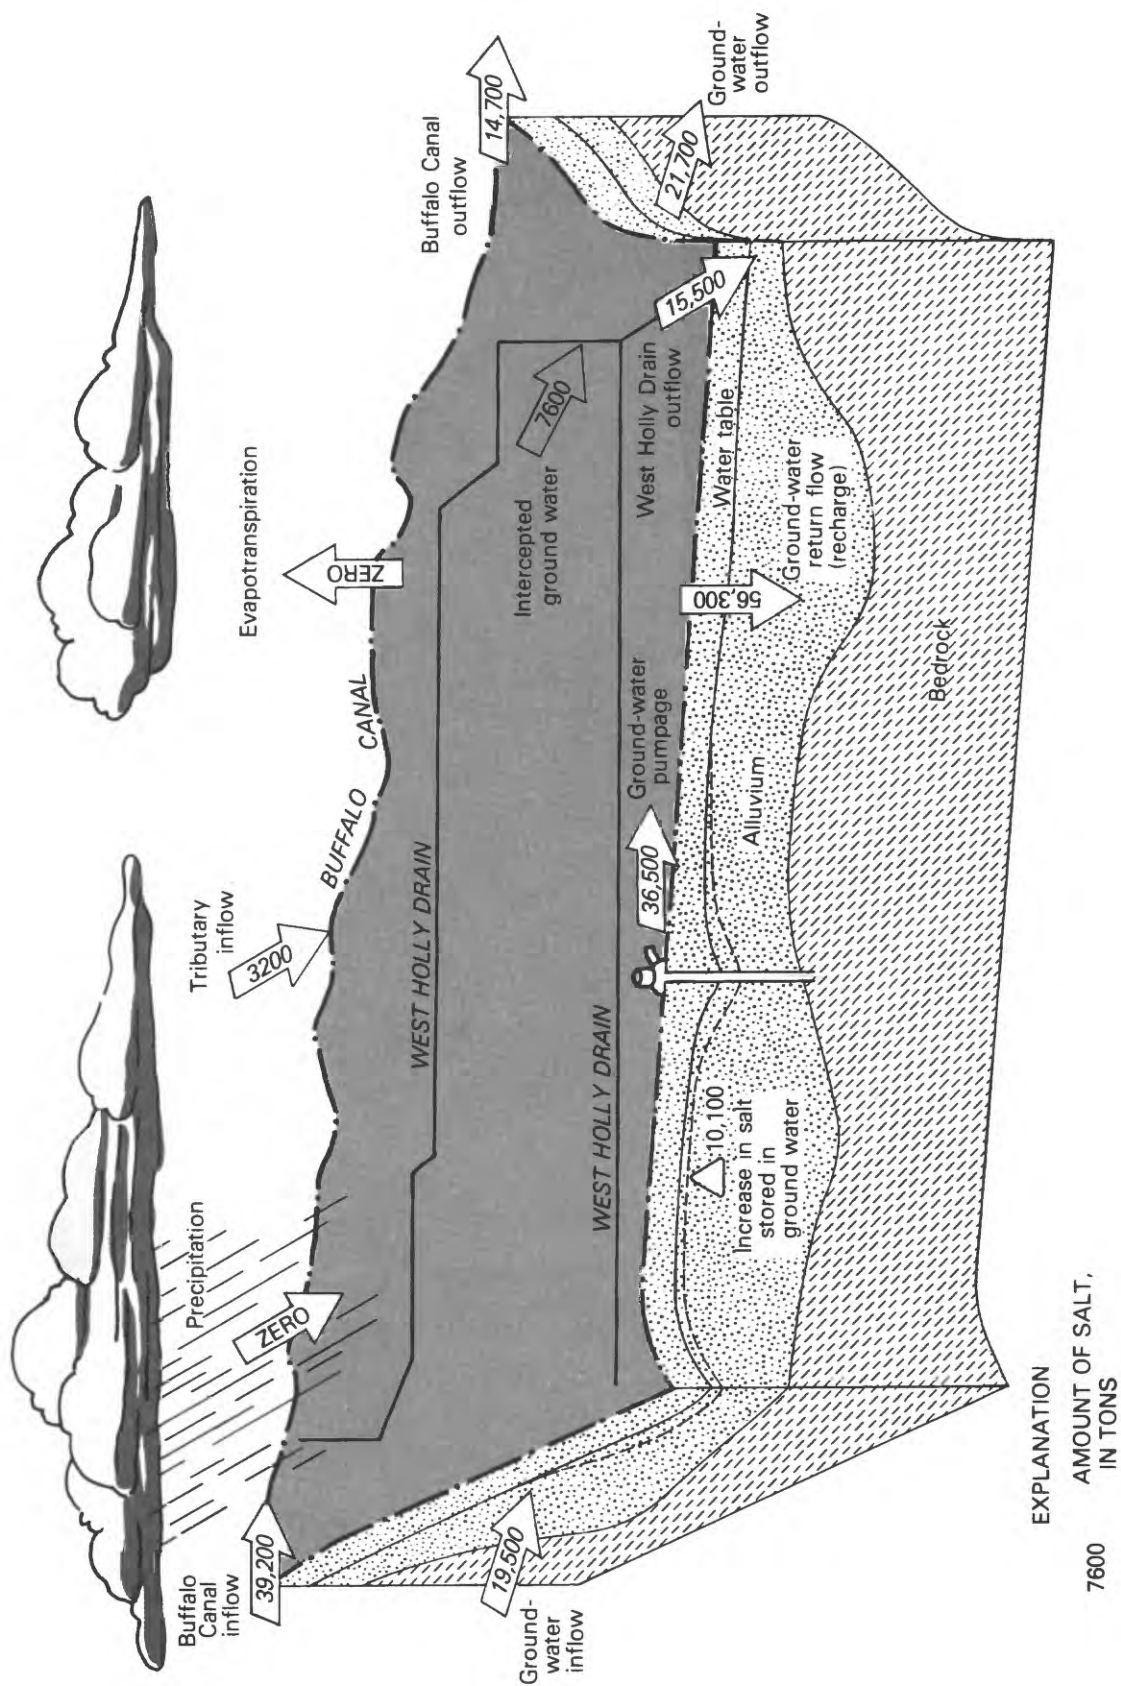 Precipitation
ZERO
Tributary
inflow
3200
Evapotranspiration
ZERO
Buffalo Canal
outflow
14,700
Buffalo
Canal
inflow
39,200
BUFFALO CANAL
WEST HOLLY DRAIN
Intercepted
ground water
7600
Ground-
water
inflow
19,500
WEST HOLLY DRAIN
Ground-water
pumpage
36,500
West Holly Drain
outflow
15,500
Ground-
water
outflow
21,700
Water table
10,100
Increase in salt
stored in
ground water
Alluvium
56,300
Ground-water
return flow
(recharge)
Bedrock
EXPLANATION
7600 AMOUNT OF SALT,
IN TONS